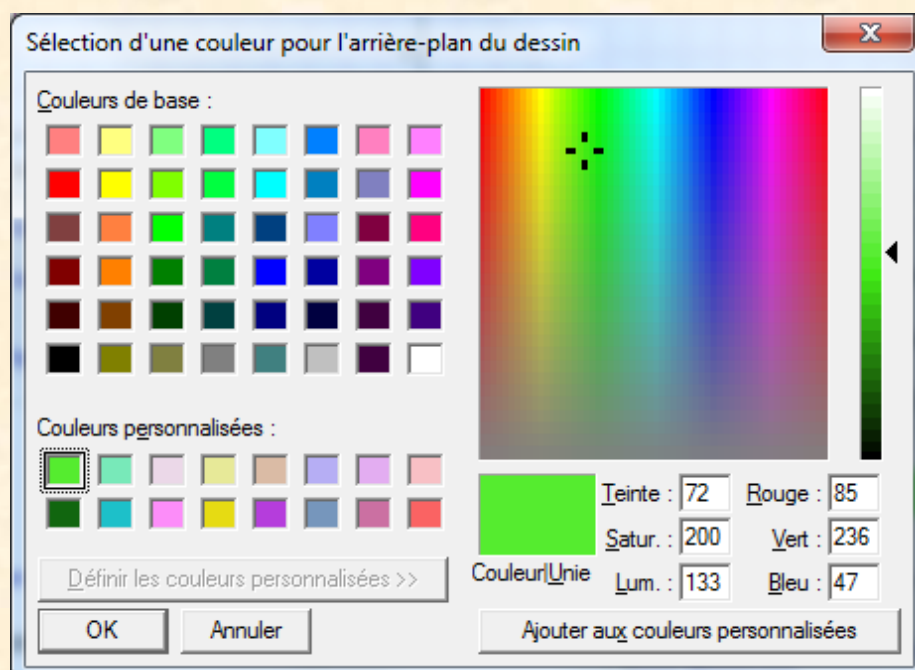 Sélection d'une couleur pour l'arrière-plan du dessin
Couleurs de base :
Couleurs personnalisées :
Teinte : 72 Rouge : 85
Satur. : 200 Vert : 236
Couleur|Unie Lum. : 133 Bleu : 47
Définir les couleurs personnalisées >>
OK Annuler Ajouter aux couleurs personnalisées